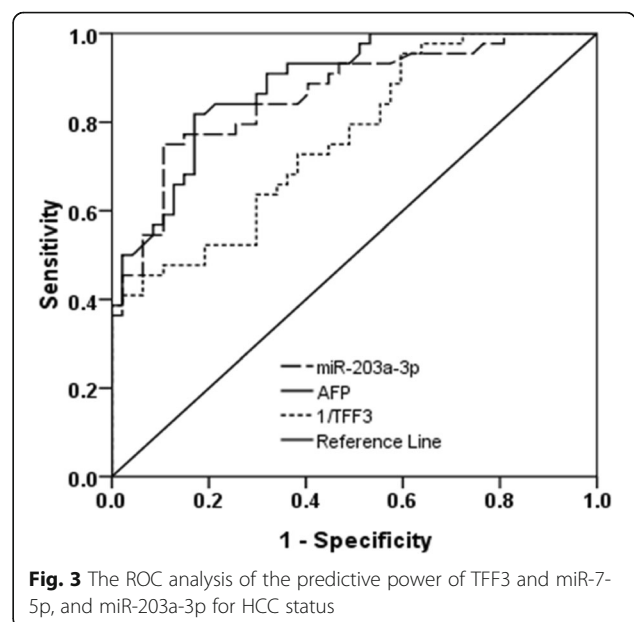 1.0
0.8
0.6
0.4
0.2
0.0
Sensitivity
miR-203a-3p
AFP
1/TFF3
Reference Line
0.0 0.2 0.4 0.6 0.8 1.0
1 - Specificity
Fig. 3 The ROC analysis of the predictive power of TFF3 and miR-7-
5p, and miR-203a-3p for HCC status